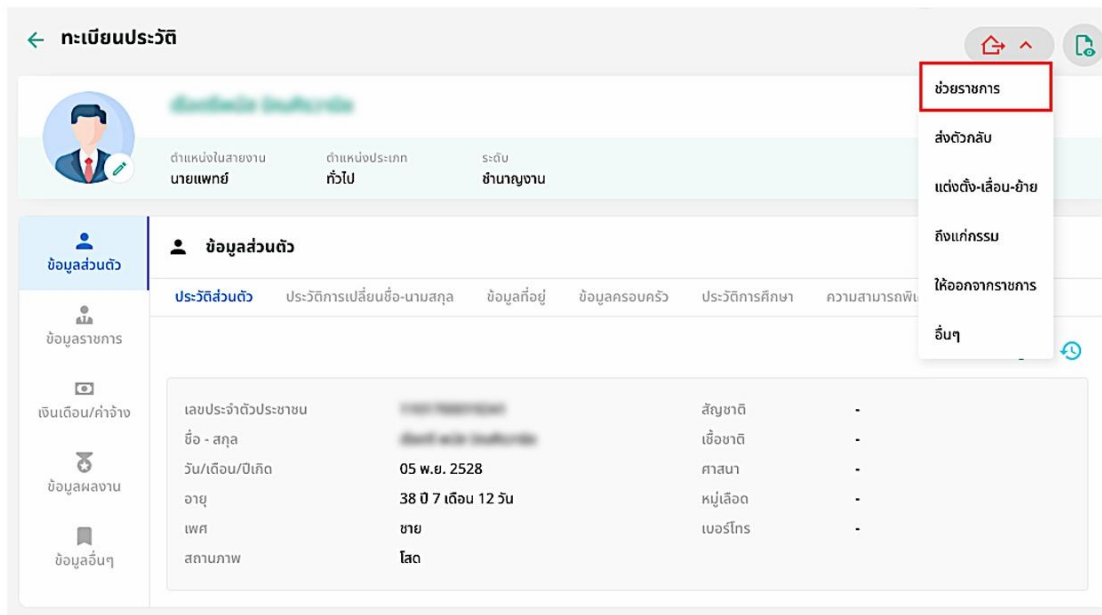 ทะเบียนประวัติ
ช่วยราชการ
ส่งตัวกลับ
แต่งตั้ง-เลื่อน-ย้าย
ถึงแก่กรรม
ให้ออกจากราชการ
อื่นๆ
ตำแหน่งในสายงาน ตำแหน่งประเภท ระดับ
นายแพทย์ ทั่วไป ชำนาญงาน
ข้อมูลส่วนตัว
ข้อมูลราชการ
เงินเดือน/ค่าจ้าง
ข้อมูลผลงาน
ข้อมูลอื่นๆ
ข้อมูลส่วนตัว
ประวัติส่วนตัว ประวัติการเปลี่ยนชื่อ-นามสกุล ข้อมูลที่อยู่ ข้อมูลครอบครัว ประวัติการศึกษา
เลขประจำตัวประชาชน สัญชาติ -
ชื่อ - สกุล เชื้อชาติ -
วัน/เดือน/ปีเกิด 05 พ.ย. 2528 ศาสนา -
อายุ 38 ปี 7 เดือน 12 วัน หมู่เลือด -
เพศ ชาย เบอร์โทร -
สถานภาพ โสด